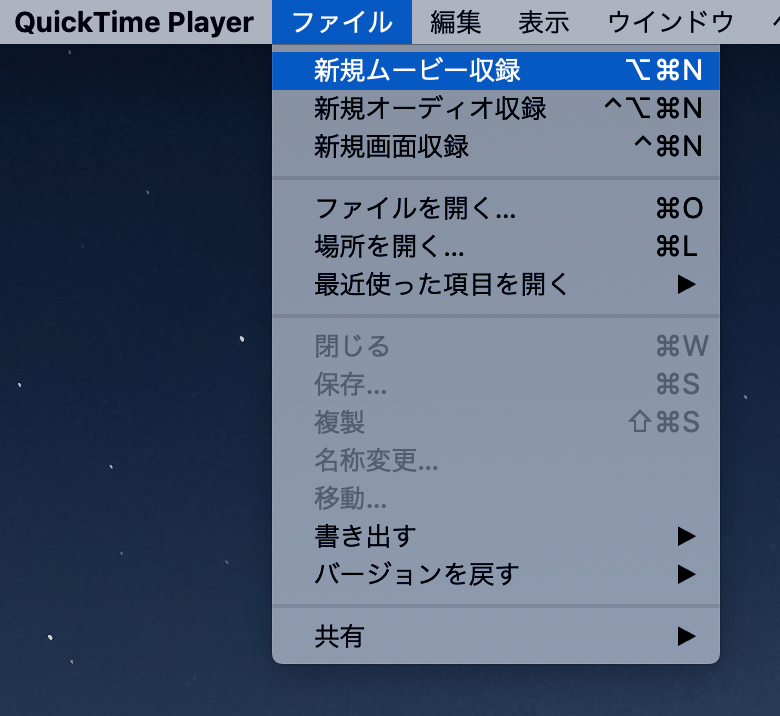 QuickTime Player ファイル 編集 表示 ウインドウ
新規ムービー収録 ⌥⌘N
新規オーディオ収録 ^⌥⌘N
新規画面収録 ^⌘N
ファイルを開く... ⌘O
場所を開く... ⌘L
最近使った項目を開く ▶
閉じる ⌘W
保存... ⌘S
複製 ⇧⌘S
名称変更...
移動...
書き出す ▶
バージョンを戻す ▶
共有 ▶